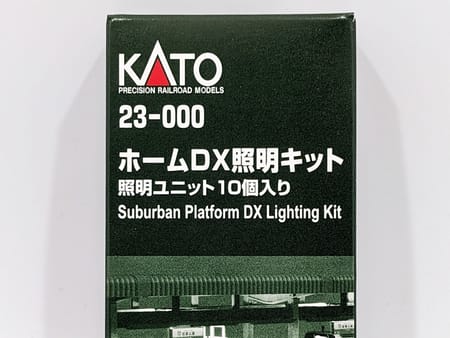 KATO
PRECISION RAILROAD MODELS
23-000
ホームDX照明キット
照明ユニット10個入り
Suburban Platform DX Lighting Kit